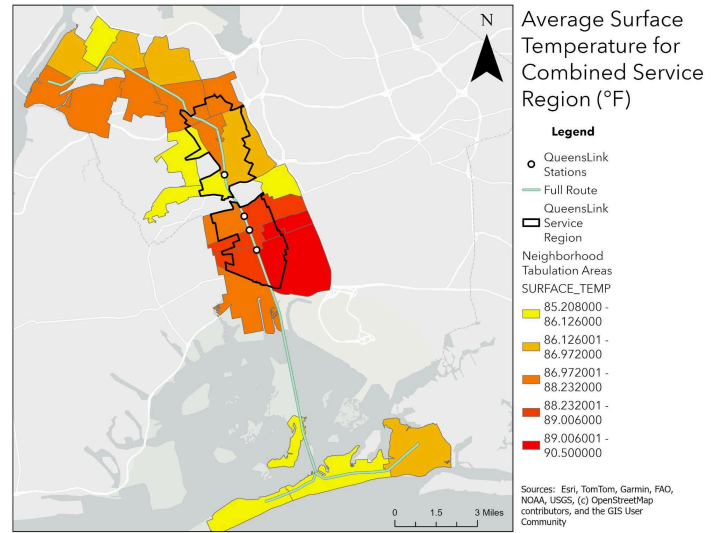 N
Average Surface
Temperature for
Combined Service
Region (°F)
Legend
QueensLink
Stations
Full Route
QueensLink
Service
Region
Neighborhood
Tabulation Areas
SURFACE_TEMP
85.208000 -
86.126000
86.126001 -
86.972000
86.972001 -
88.232000
88.232001 -
89.006000
89.006001 -
90.500000
Sources: Esri, TomTom, Garmin, FAO,
NOAA, USGS, (c) OpenStreetMap
contributors, and the GIS User
Community
0 1.5 3 Miles